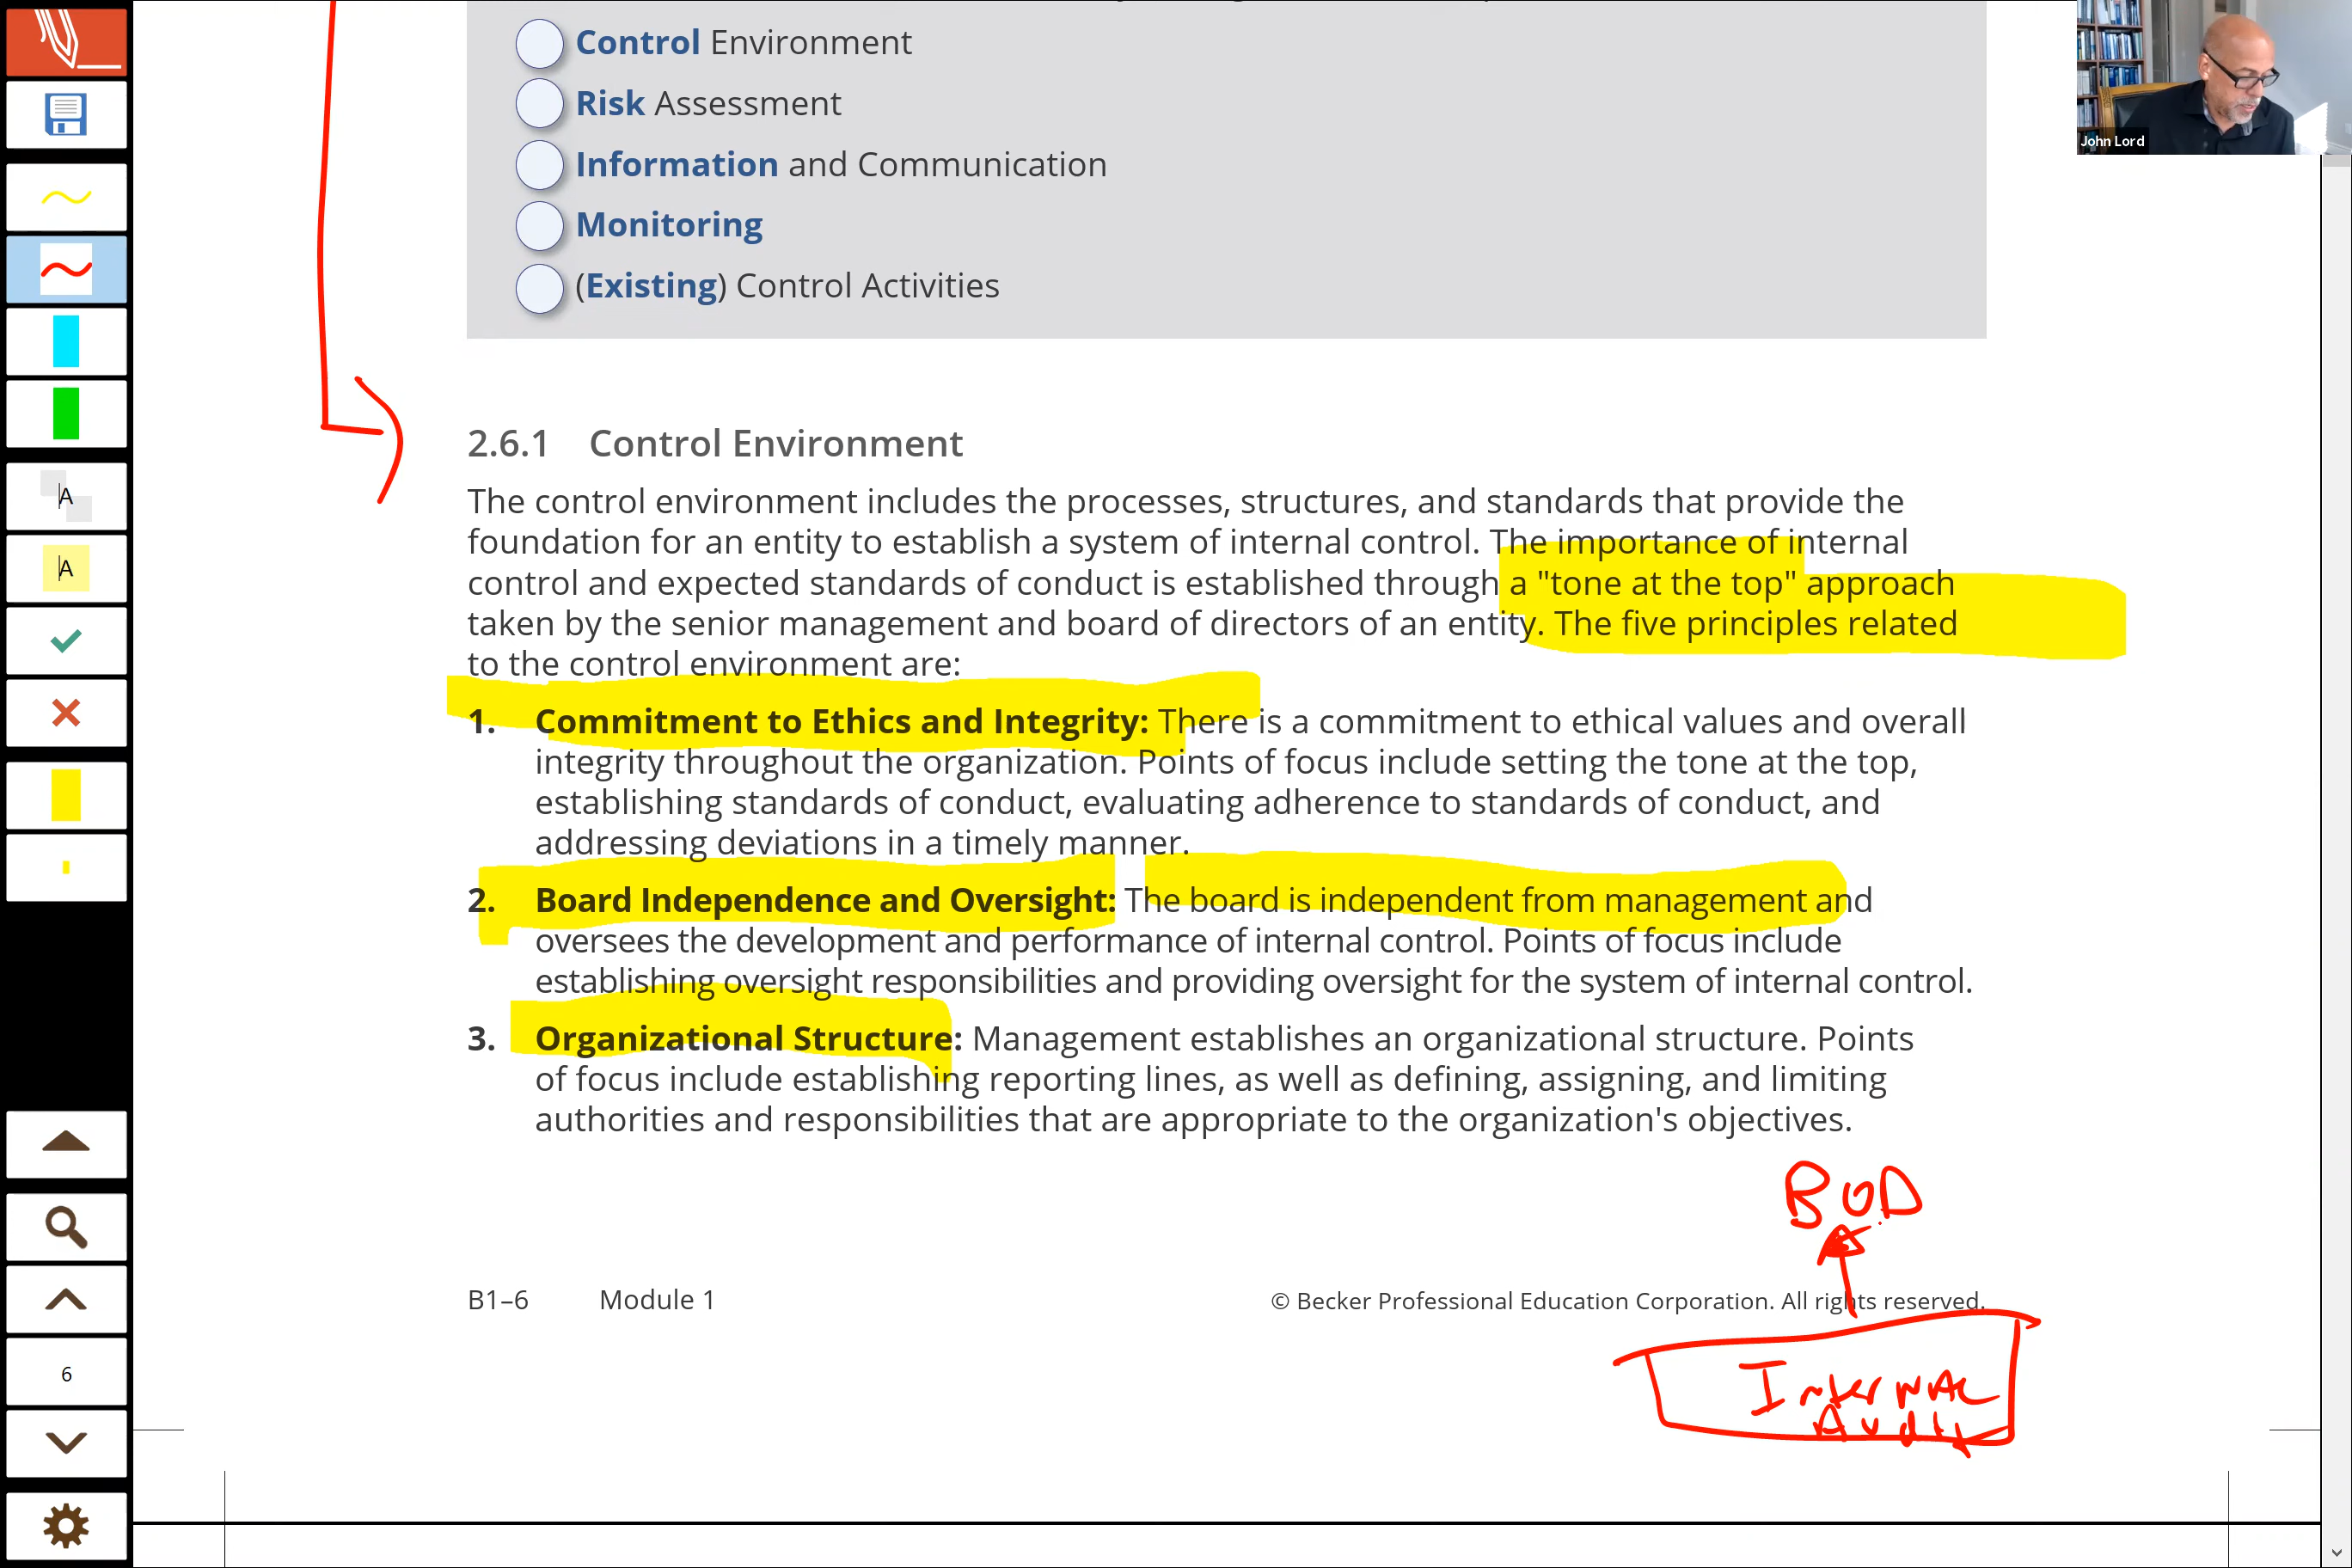 Control Environment
Risk Assessment
John Lord
Information and Communication
Monitoring
(Existing) Control Activities
2.6.1 Control Environment
The control environment includes the processes, structures, and standards that provide the
foundation for an entity to establish a system of internal control. The importance of internal
control and expected standards of conduct is established through a "tone at the top" approach
taken by the senior management and board of directors of an entity. The five principles related
to the control environment are:
1. Commitment to Ethics and Integrity: There is a commitment to ethical values and overall
integrity throughout the organization. Points of focus include setting the tone at the top,
establishing standards of conduct, evaluating adherence to standards of conduct, and
addressing deviations in a timely manner.
2. Board Independence and Oversight: The board is independent from management and
oversees the development and performance of internal control. Points of focus include
establishing oversight responsibilities and providing oversight for the system of internal control.
3. Organizational Structure: Management establishes an organizational structure. Points
of focus include establishing reporting lines, as well as defining, assigning, and limiting
authorities and responsibilities that are appropriate to the organization's objectives.
BOD
B1–6 Module 1 © Becker Professional Education Corporation. All rights reserved.
Internal
Audit
A
A
6